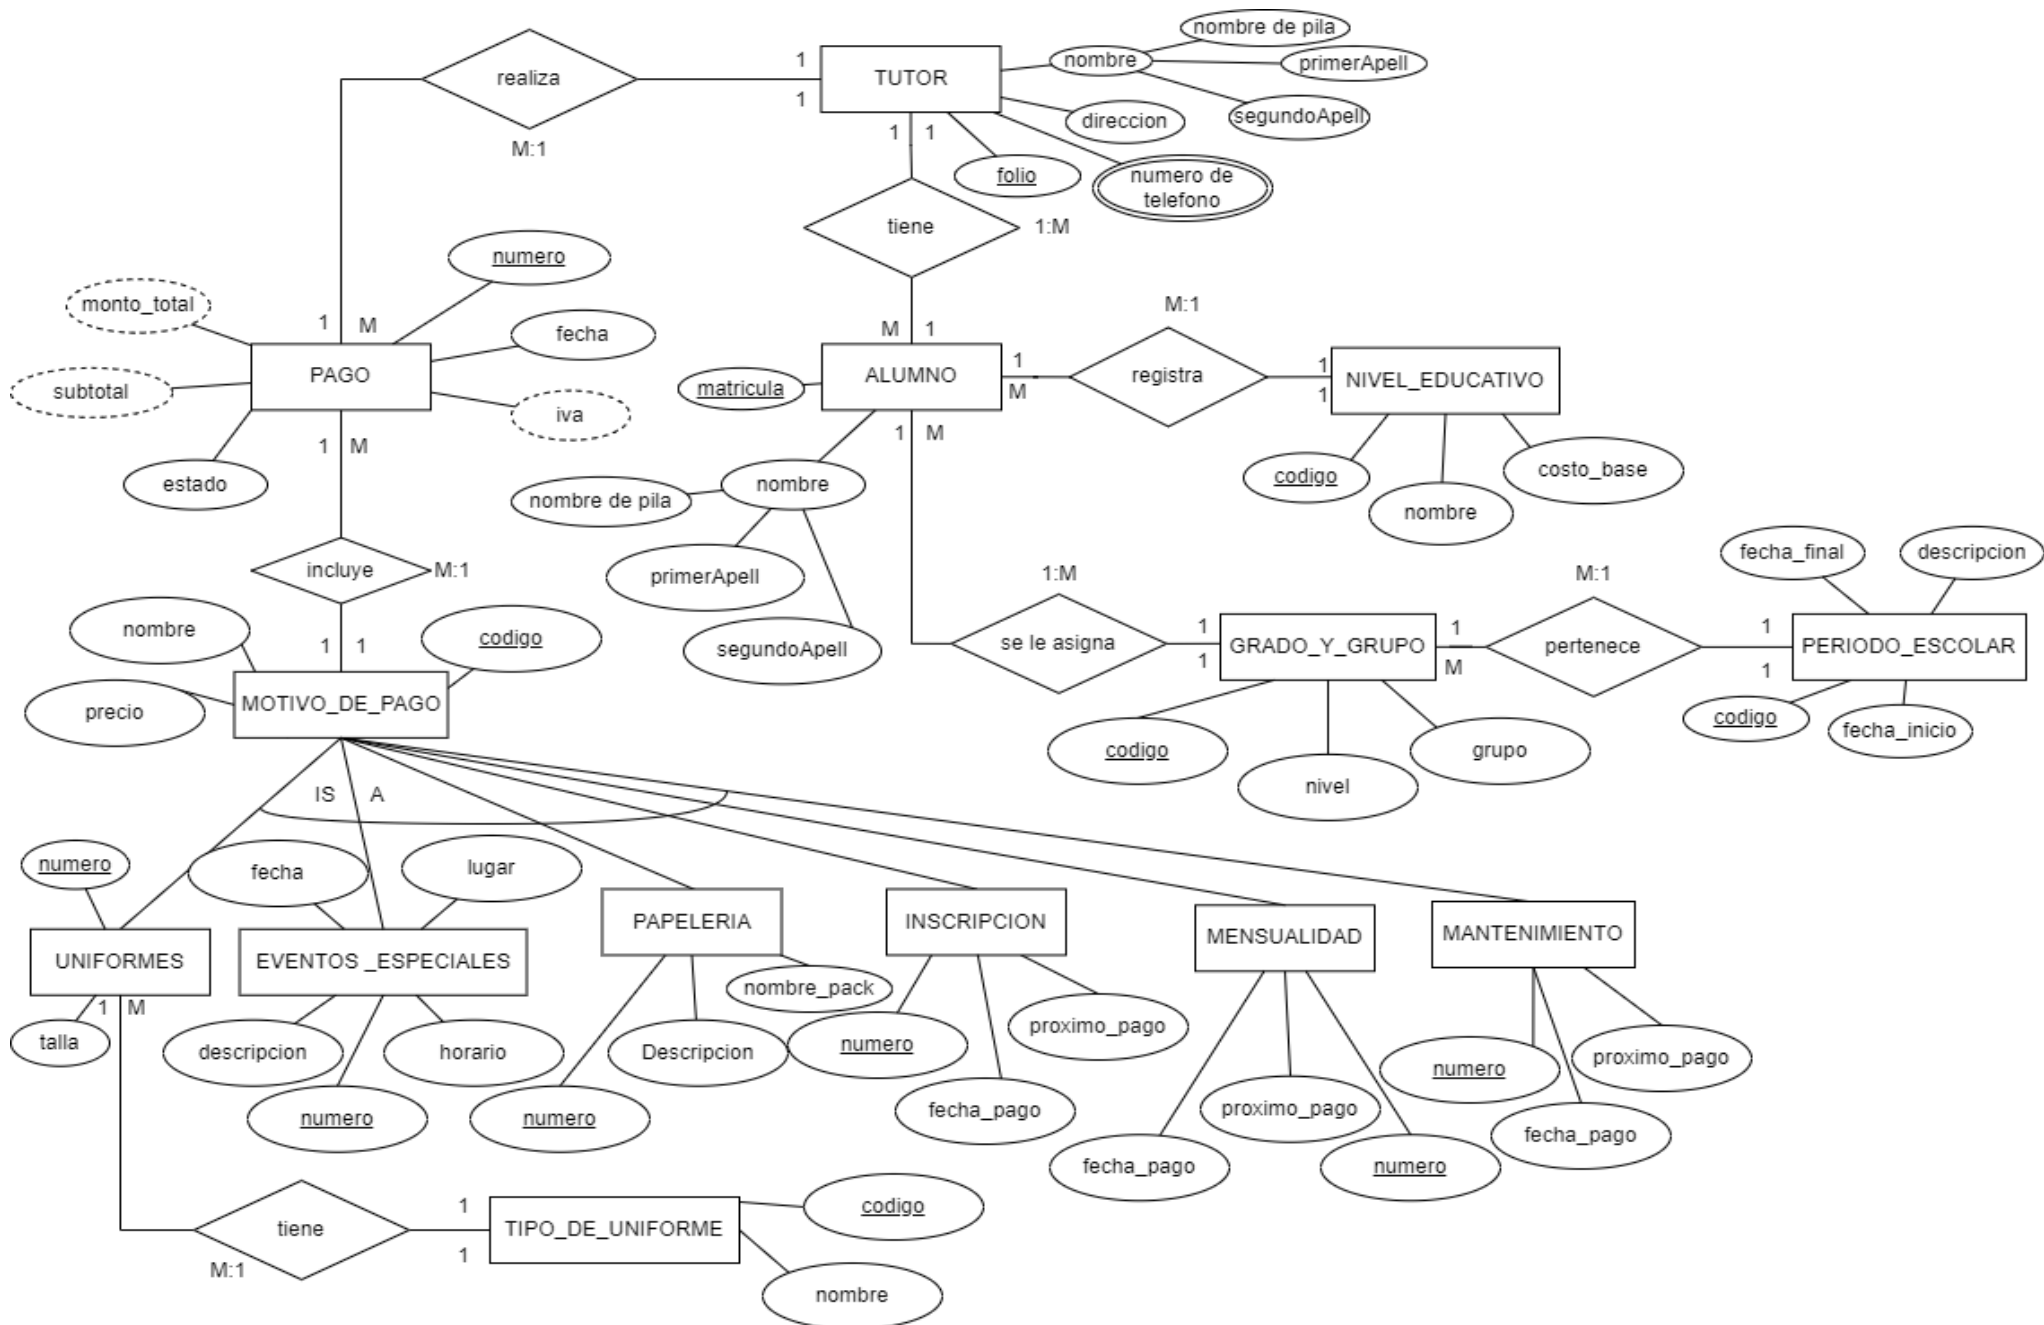 nombre de pila
nombre
primerApell
segundoApell
realiza
1
1
TUTOR
M:1
direccion
1
1
folio
numero de
telefono
tiene
1:M
numero
monto_total
fecha
1
M
M:1
M
1
subtotal
PAGO
iva
matricula
ALUMNO
1
M
registra
1
1
NIVEL_EDUCATIVO
1
M
estado
1
M
nombre
nombre de pila
codigo
nombre
costo_base
incluye
M:1
primerApell
segundoApell
1:M
M:1
fecha_final
descripcion
nombre
1
1
codigo
se le asigna
1
1
GRADO_Y_GRUPO
1
M
pertenece
1
1
PERIODO_ESCOLAR
precio
MOTIVO_DE_PAGO
codigo
nivel
grupo
codigo
fecha_inicio
IS
A
numero
fecha
lugar
UNIFORMES
EVENTOS _ESPECIALES
PAPELERIA
INSCRIPCION
MENSUALIDAD
MANTENIMIENTO
1
M
talla
descripcion
numero
horario
numero
Descripcion
nombre_pack
numero
fecha_pago
proximo_pago
fecha_pago
proximo_pago
numero
numero
fecha_pago
proximo_pago
tiene
M:1
1
1
TIPO_DE_UNIFORME
codigo
nombre